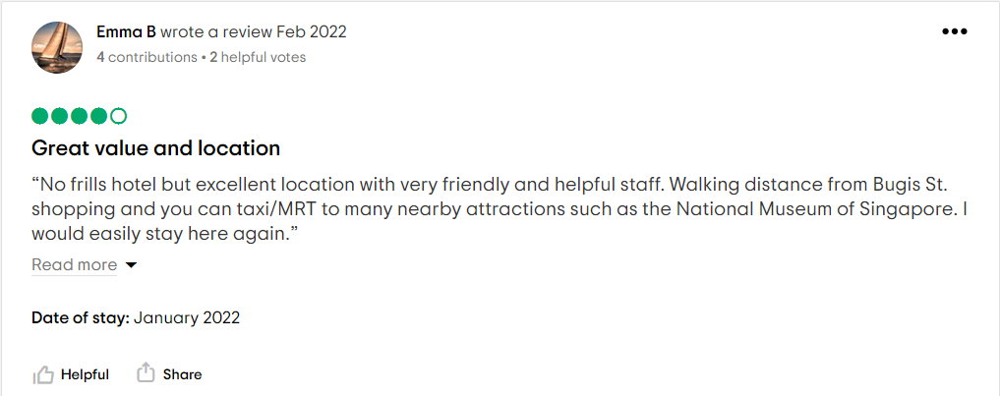 Emma B wrote a review Feb 2022
4 contributions • 2 helpful votes
Great value and location
“No frills hotel but excellent location with very friendly and helpful staff. Walking distance from Bugis St.
shopping and you can taxi/MRT to many nearby attractions such as the National Museum of Singapore. I
would easily stay here again.”
Read more
Date of stay: January 2022
Helpful Share